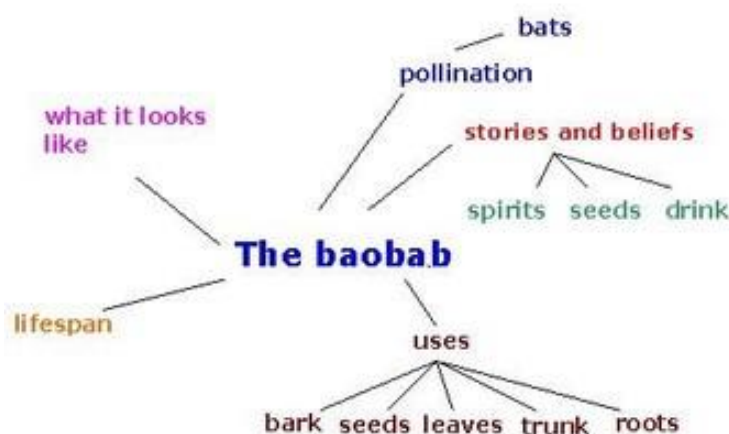 bats
pollination
what it looks
like
stories and beliefs
spirits seeds drink
The baobab
lifespan
uses
bark seeds leaves trunk roots